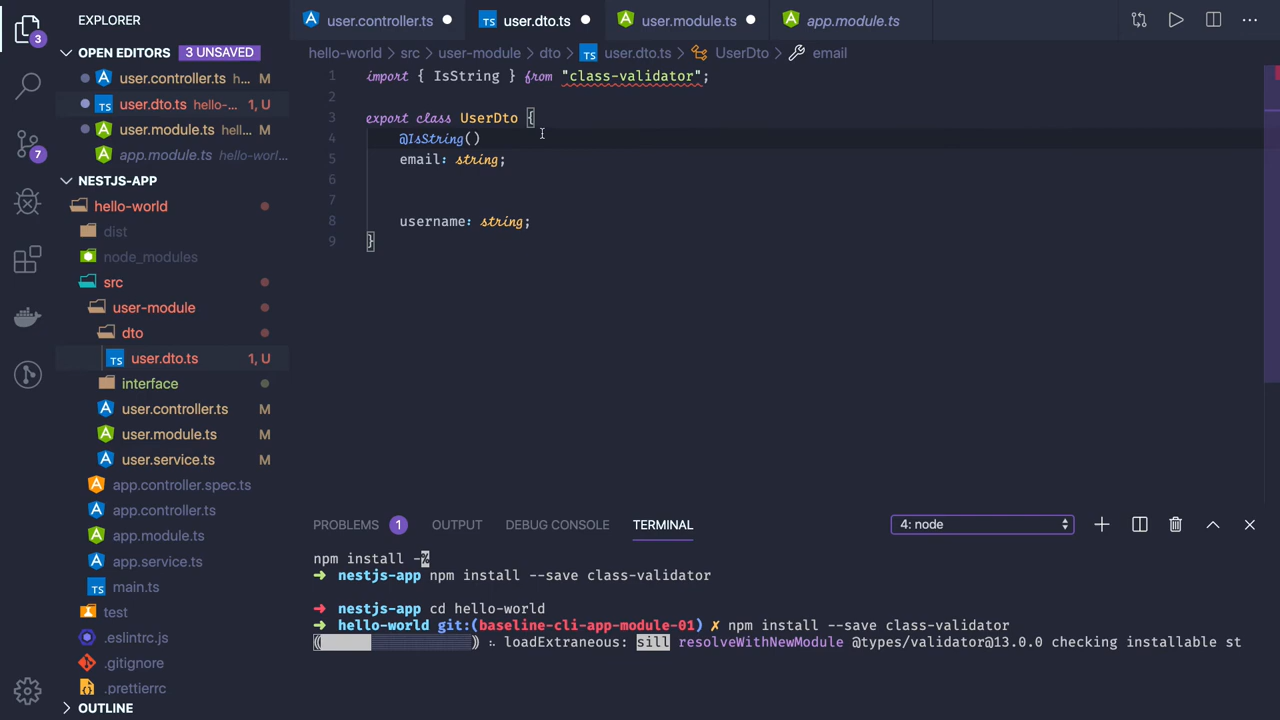 EXPLORER
OPEN EDITORS 3 UNSAVED
user.controller.ts h... M
user.dto.ts hello-... 1, U
user.module.ts h... M
app.module.ts hello-worl...
NESTJS-APP
hello-world
dist
node_modules
src
user-module
dto
user.dto.ts 1, U
interface
user.controller.ts M
user.module.ts M
user.service.ts M
app.controller.spec.ts
app.controller.ts
app.module.ts
app.service.ts
main.ts
test
.eslintrc.js
.gitignore
.prettierrc
OUTLINE
3
7
user.controller.ts
user.dto.ts
user.module.ts
app.module.ts
hello-world > src > user-module > dto > user.dto.ts > UserDto > email
1 import { IsString } from "class-validator";
2
3 export class UserDto {
4 @IsString()
5 email: string;
6
7
8 username: string;
9 }
PROBLEMS 1 OUTPUT DEBUG CONSOLE TERMINAL 4: node
npm install -%
➜ nestjs-app npm install --save class-validator
➜ nestjs-app cd hello-world
➜ hello-world git:(baseline-cli-app-module-01) ✗ npm install --save class-validator
loadExtraneous: sill resolveWithNewModule @types/validator@13.0.0 checking installable st